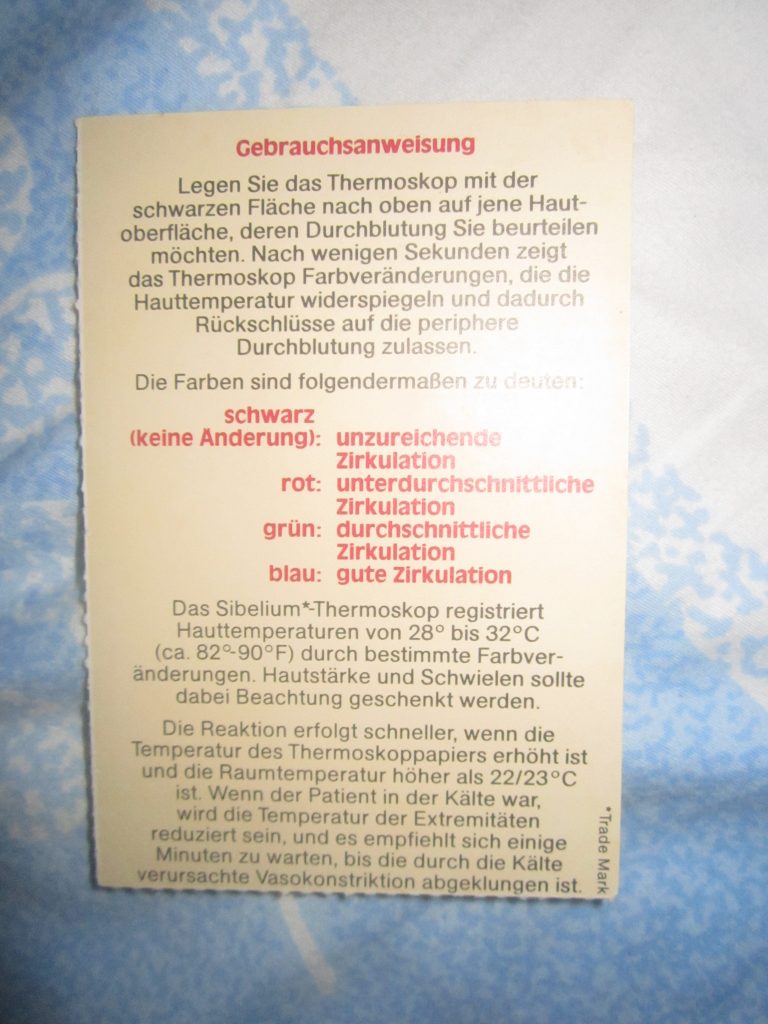 Gebrauchsanweisung
Legen Sie das Thermoskop mit der
schwarzen Fläche nach oben auf jene Haut-
oberfläche, deren Durchblutung Sie beurteilen
möchten. Nach wenigen Sekunden zeigt
das Thermoskop Farbveränderungen, die die
Hauttemperatur widerspiegeln und dadurch
Rückschlüsse auf die periphere
Durchblutung zulassen.
Die Farben sind folgendermaßen zu deuten:
schwarz
(keine Änderung): unzureichende
Zirkulation
rot: unterdurchschnittliche
Zirkulation
grün: durchschnittliche
Zirkulation
blau: gute Zirkulation
Das Sibelium*-Thermoskop registriert
Hauttemperaturen von 28° bis 32°C
(ca. 82°-90°F) durch bestimmte Farbver-
änderungen. Hautstärke und Schwielen sollte
dabei Beachtung geschenkt werden.
Die Reaktion erfolgt schneller, wenn die
Temperatur des Thermoskoppapiers erhöht ist
und die Raumtemperatur höher als 22/23°C
ist. Wenn der Patient in der Kälte war,
wird die Temperatur der Extremitäten
reduziert sein, und es empfiehlt sich einige
Minuten zu warten, bis die durch die Kälte
verursachte Vasokonstriktion abgeklungen ist.
*Trade Mark